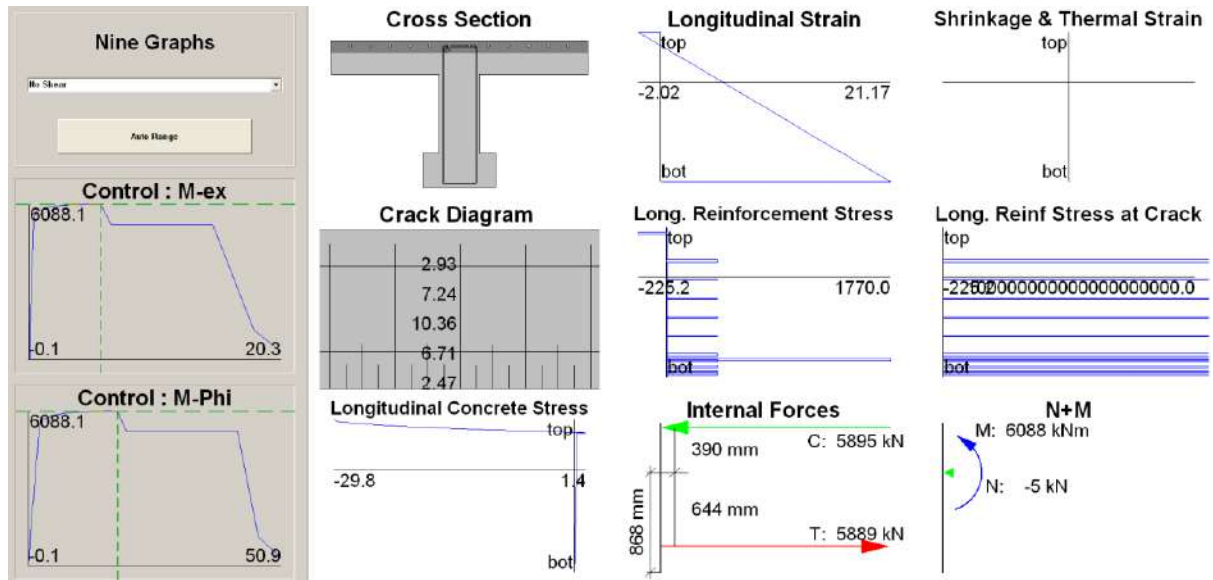 Nine Graphs
No Shear
Auto Range
Control : M-ex
6088.1
-0.1
20.3
Control : M-Phi
6088.1
-0.1
50.9
Cross Section
Crack Diagram
2.93
7.24
10.36
6.71
2.47
Longitudinal Concrete Stress
top
-29.8
1.4
bot
Longitudinal Strain
top
-2.02
21.17
bot
Long. Reinforcement Stress
top
-225.2
1770.0
bot
Internal Forces
C: 5895 kN
390 mm
868 mm
644 mm
T: 5889 kN
Shrinkage & Thermal Strain
top
bot
Long. Reinf Stress at Crack
top
bot
N+M
M: 6088 kNm
N: -5 kN